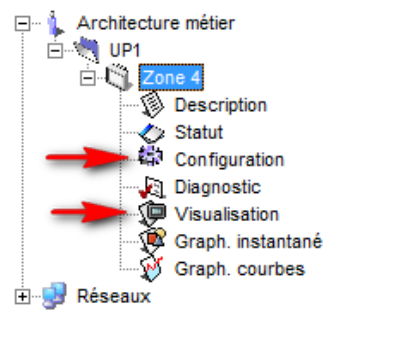 Architecture métier
UP1
Zone 4
Description
Statut
Configuration
Diagnostic
Visualisation
Graph. instantané
Graph. courbes
Réseaux